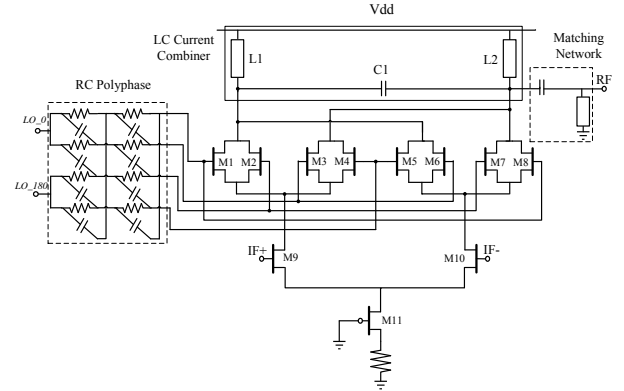 Vdd
LC Current
Combiner
L1
L2
C1
Matching
Network
RF
RC Polyphase
LO_0
LO_180
M1 M2
M3 M4
M5 M6
M7 M8
IF+
M9
M10
IF-
M11